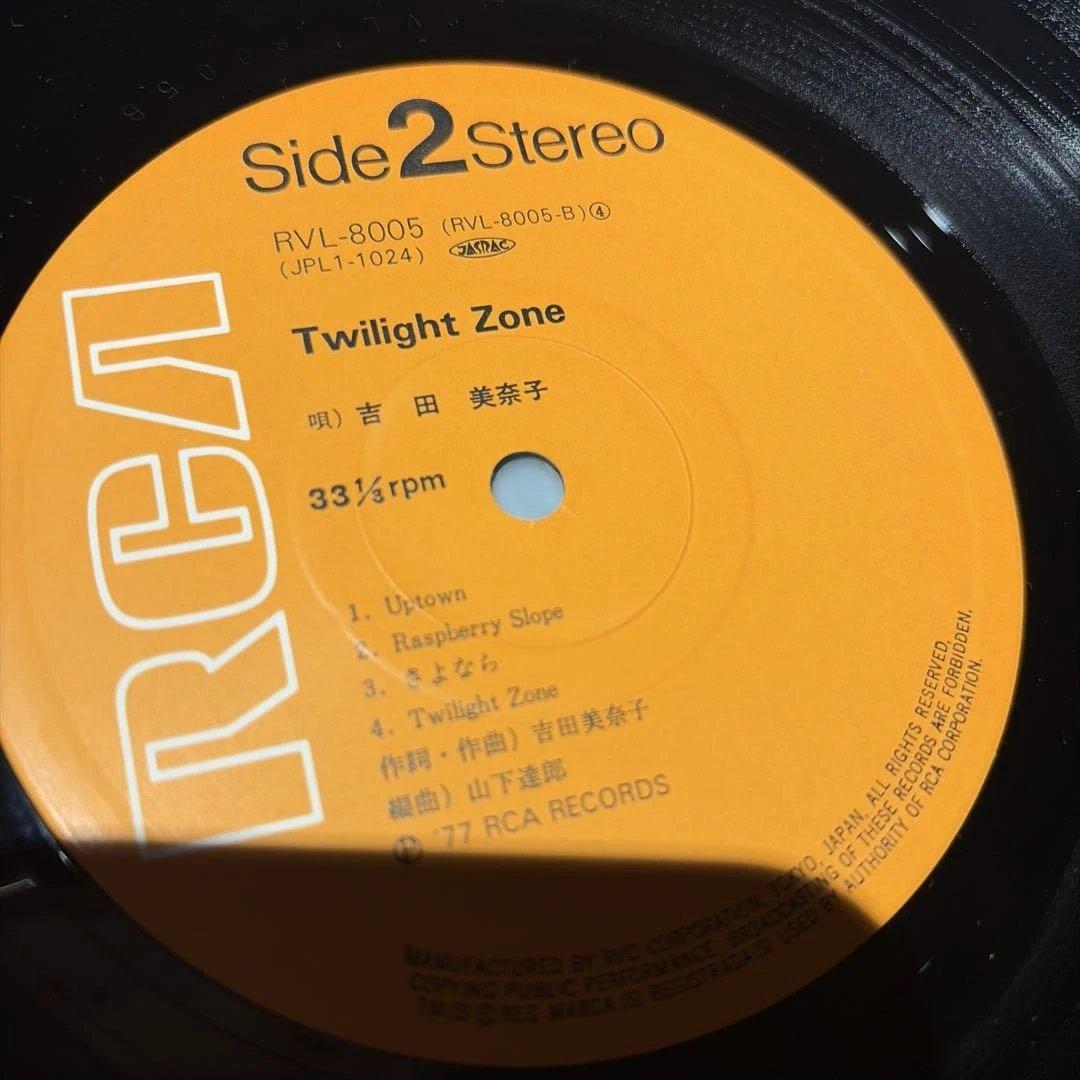 Side 2 Stereo
RVL-8005 (RVL-8005-B)④
(JPL1-1024) JASRAC
Twilight Zone
唄) 吉田 美奈子
33 1/3 rpm
1. Uptown
2. Raspberry Slope
3. さよなら
4. Twilight Zone
作詞・作曲) 吉田美奈子
編曲) 山下達郎
Ⓟ '77 RCA RECORDS
RCA
MANUFACTURED BY RVC CORPORATION, TOKYO, JAPAN, ALL RIGHTS RESERVED,
COPYING PUBLIC PERFORMANCE, BROADCASTING OF THESE RECORDS ARE FORBIDDEN.
TM(S) ®REG MARCA(S REGISTRADA(S USED BY AUTHORITY OF RCA CORPORATION.